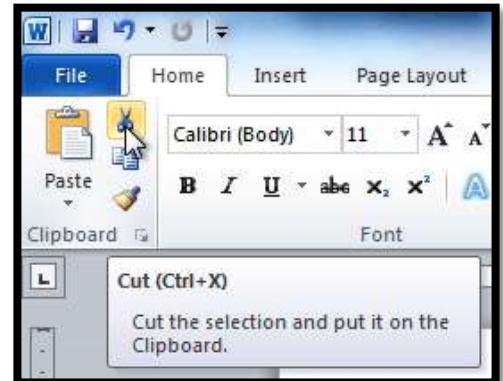 W
File Home Insert Page Layout
Calibri (Body) 11 A A
Paste B I U abc x₂ x² A
Clipboard Font
L
Cut (Ctrl+X)
Cut the selection and put it on the
Clipboard.